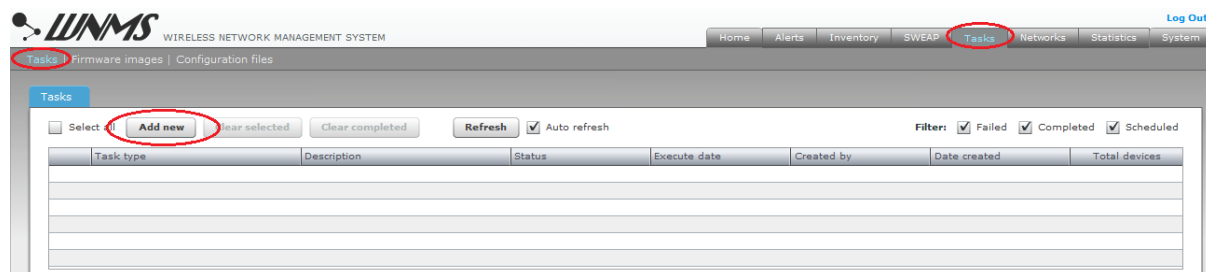 Log Out
WNMS WIRELESS NETWORK MANAGEMENT SYSTEM
Home Alerts Inventory SWEAP Tasks Networks Statistics System
Tasks | Firmware images | Configuration files
Tasks
Select all Add new Clear selected Clear completed Refresh Auto refresh Filter: Failed Completed Scheduled
Task type Description Status Execute date Created by Date created Total devices